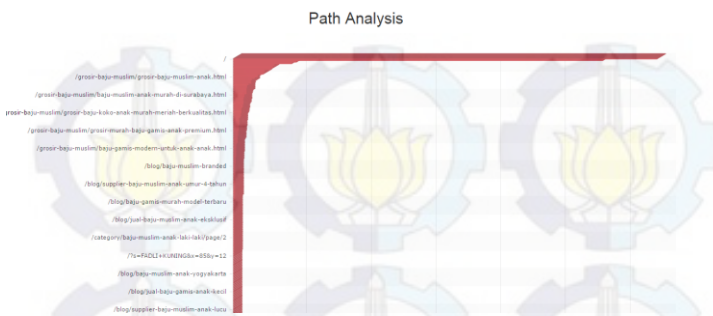 Path Analysis
/
/grosir-baju-muslim/grosir-baju-muslim-anak.html
/grosir-baju-muslim/baju-muslim-anak-murah-di-surabaya.html
grosir-baju-muslim/grosir-baju-koko-anak-murah-meriah-berkualitas.html
/grosir-baju-muslim/grosir-murah-baju-gamis-anak-premium.html
/grosir-baju-muslim/baju-gamis-modern-untuk-anak-anak.html
/blog/baju-muslim-branded
/blog/supplier-baju-muslim-anak-umur-4-tahun
/blog/baju-gamis-murah-model-terbaru
/blog/jual-baju-muslim-anak-eksklusif
/category/baju-muslim-anak-laki-laki/page/2
/?s=FADLI+KUNING&x=85&y=12
/blog/baju-muslim-anak-yogyakarta
/blog/jual-baju-gamis-anak-kecil
/blog/supplier-baju-muslim-anak-lucu